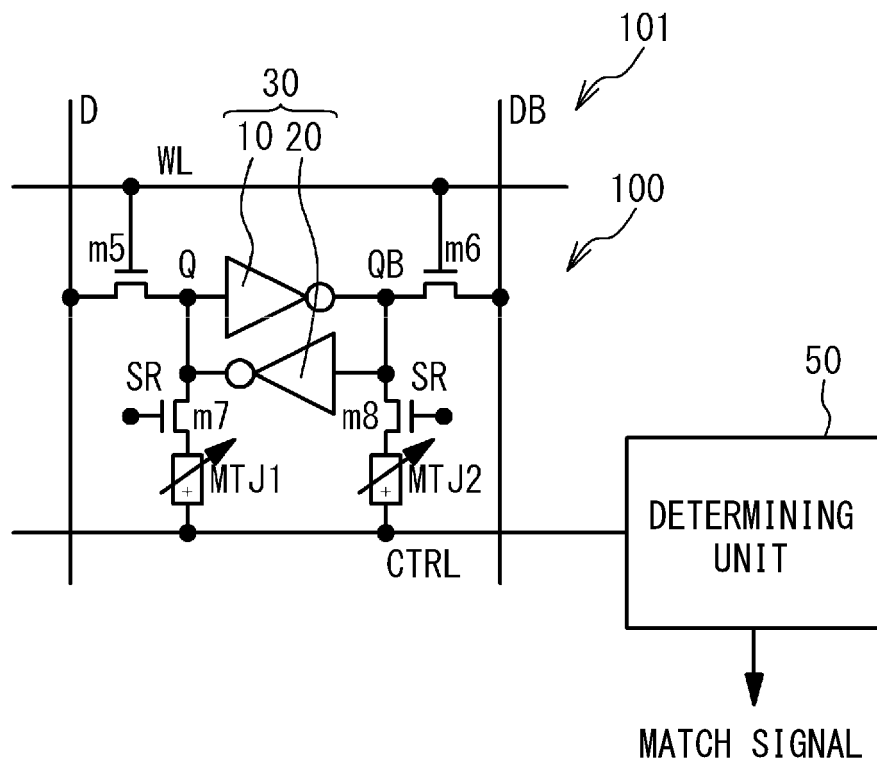 101
30
D
10 20
DB
WL
100
m5
Q
QB
m6
50
SR
SR
m7
m8
MTJ1
+
MTJ2
+
DETERMINING
UNIT
CTRL
MATCH SIGNAL